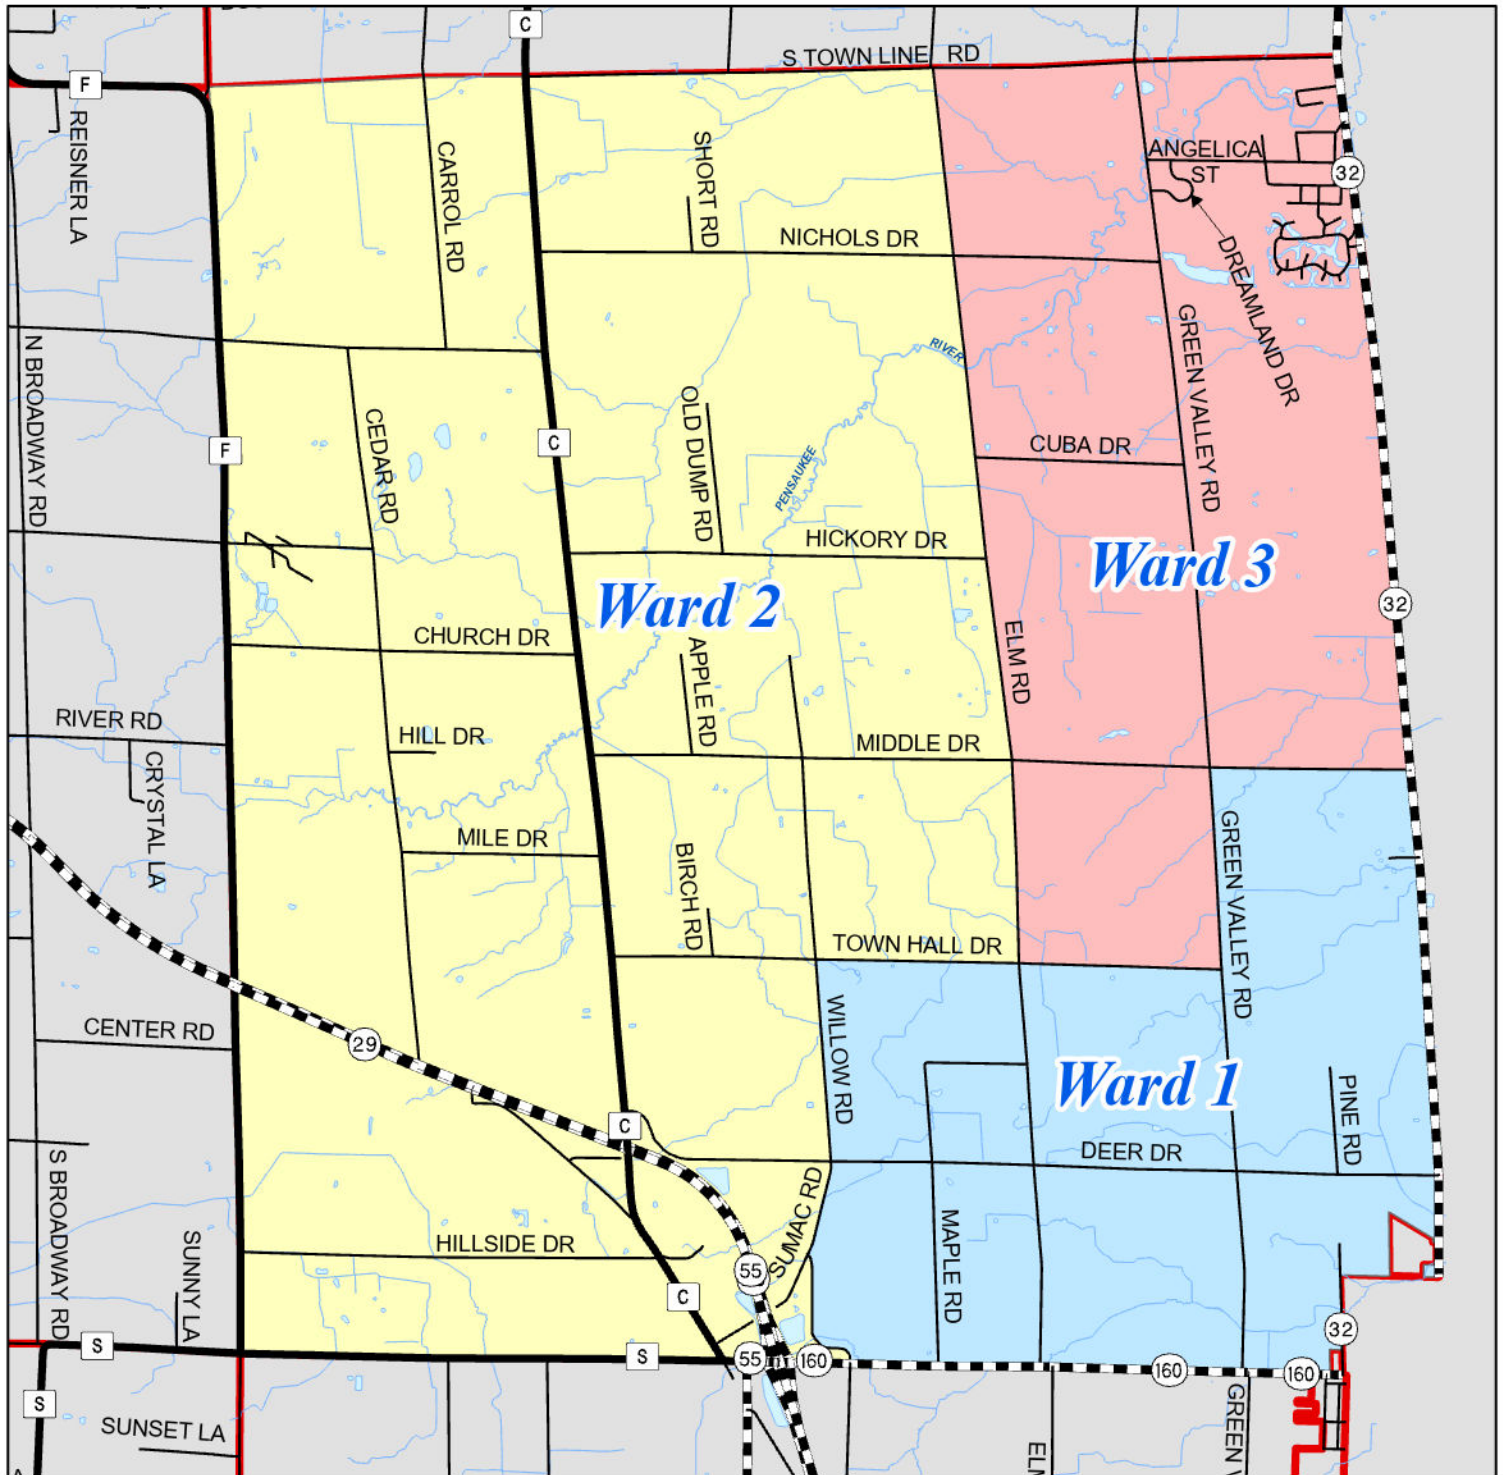 C
S TOWN LINE RD
F
REISNER LA
CARROL RD
SHORT RD
ANGELICA
ST
32
NICHOLS DR
DREAMLAND DR
GREEN VALLEY RD
RIVER
N BROADWAY RD
F
CEDAR RD
C
OLD DUMP RD
PENSAUKEE
CUBA DR
HICKORY DR
Ward 3
Ward 2
32
CHURCH DR
APPLE RD
ELM RD
RIVER RD
HILL DR
MIDDLE DR
CRYSTAL LA
MILE DR
BIRCH RD
GREEN VALLEY RD
TOWN HALL DR
CENTER RD
29
WILLOW RD
Ward 1
PINE RD
C
DEER DR
S BROADWAY RD
SUNNY LA
HILLSIDE DR
SUMAC RD
MAPLE RD
55
C
32
S
S
55
160
160
160
S
SUNSET LA
GREEN